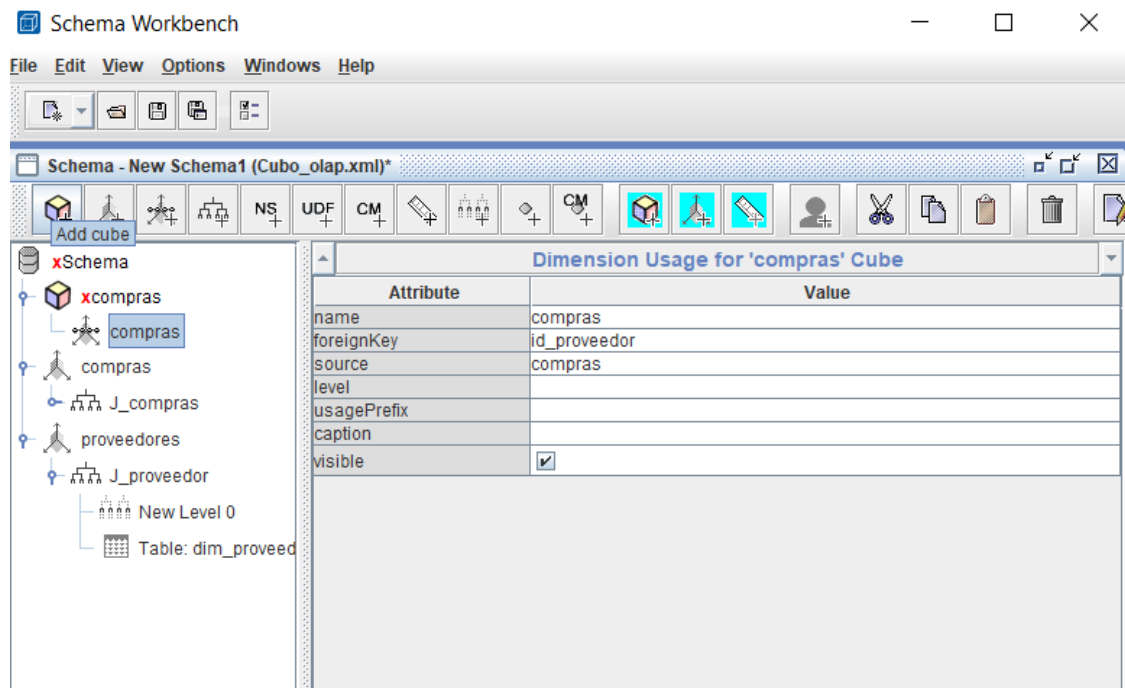 Schema Workbench
File Edit View Options Windows Help
Schema - New Schema1 (Cubo_olap.xml)*
NS UDF CM CM
Add cube
xSchema
xcompras
compras
compras
J_compras
proveedores
J_proveedor
New Level 0
Table: dim_proveed
Dimension Usage for 'compras' Cube
Attribute Value
name compras
foreignKey id_proveedor
source compras
level
usagePrefix
caption
visible